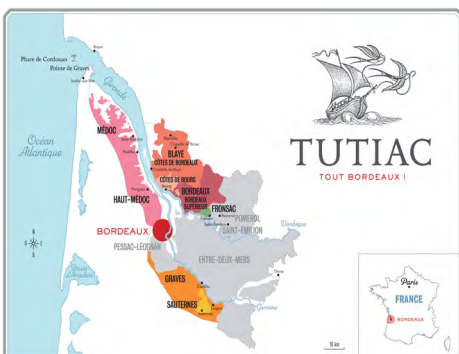 Royan
Phare de Cordouan
Pointe de Grave
Gironde
Océan
Atlantique
MÉDOC
BLAYE
CÔTES DE BORDEAUX
CÔTES DE BOURG
BORDEAUX
BORDEAUX
SUPÉRIEUR
HAUT-MÉDOC
FRONSAC
POMEROL
SAINT-EMILION
BORDEAUX
PESSAC-LÉOGNAN
Dordogne
ENTRE-DEUX-MERS
GRAVES
SAUTERNES
Garonne
N
O
E
S
10 km
TUTIAC
TOUT BORDEAUX !
Paris
FRANCE
BORDEAUX